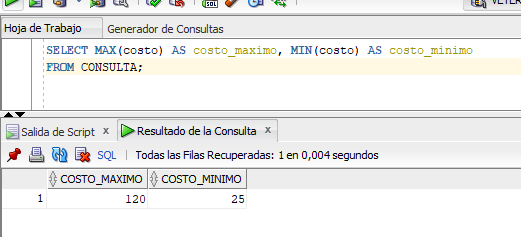 VETER
Hoja de Trabajo Generador de Consultas
SELECT MAX(costo) AS costo_maximo, MIN(costo) AS costo_minimo
FROM CONSULTA;
Salida de Script x Resultado de la Consulta x
SQL | Todas las Filas Recuperadas: 1 en 0,004 segundos
COSTO_MAXIMO COSTO_MINIMO
1 120 25